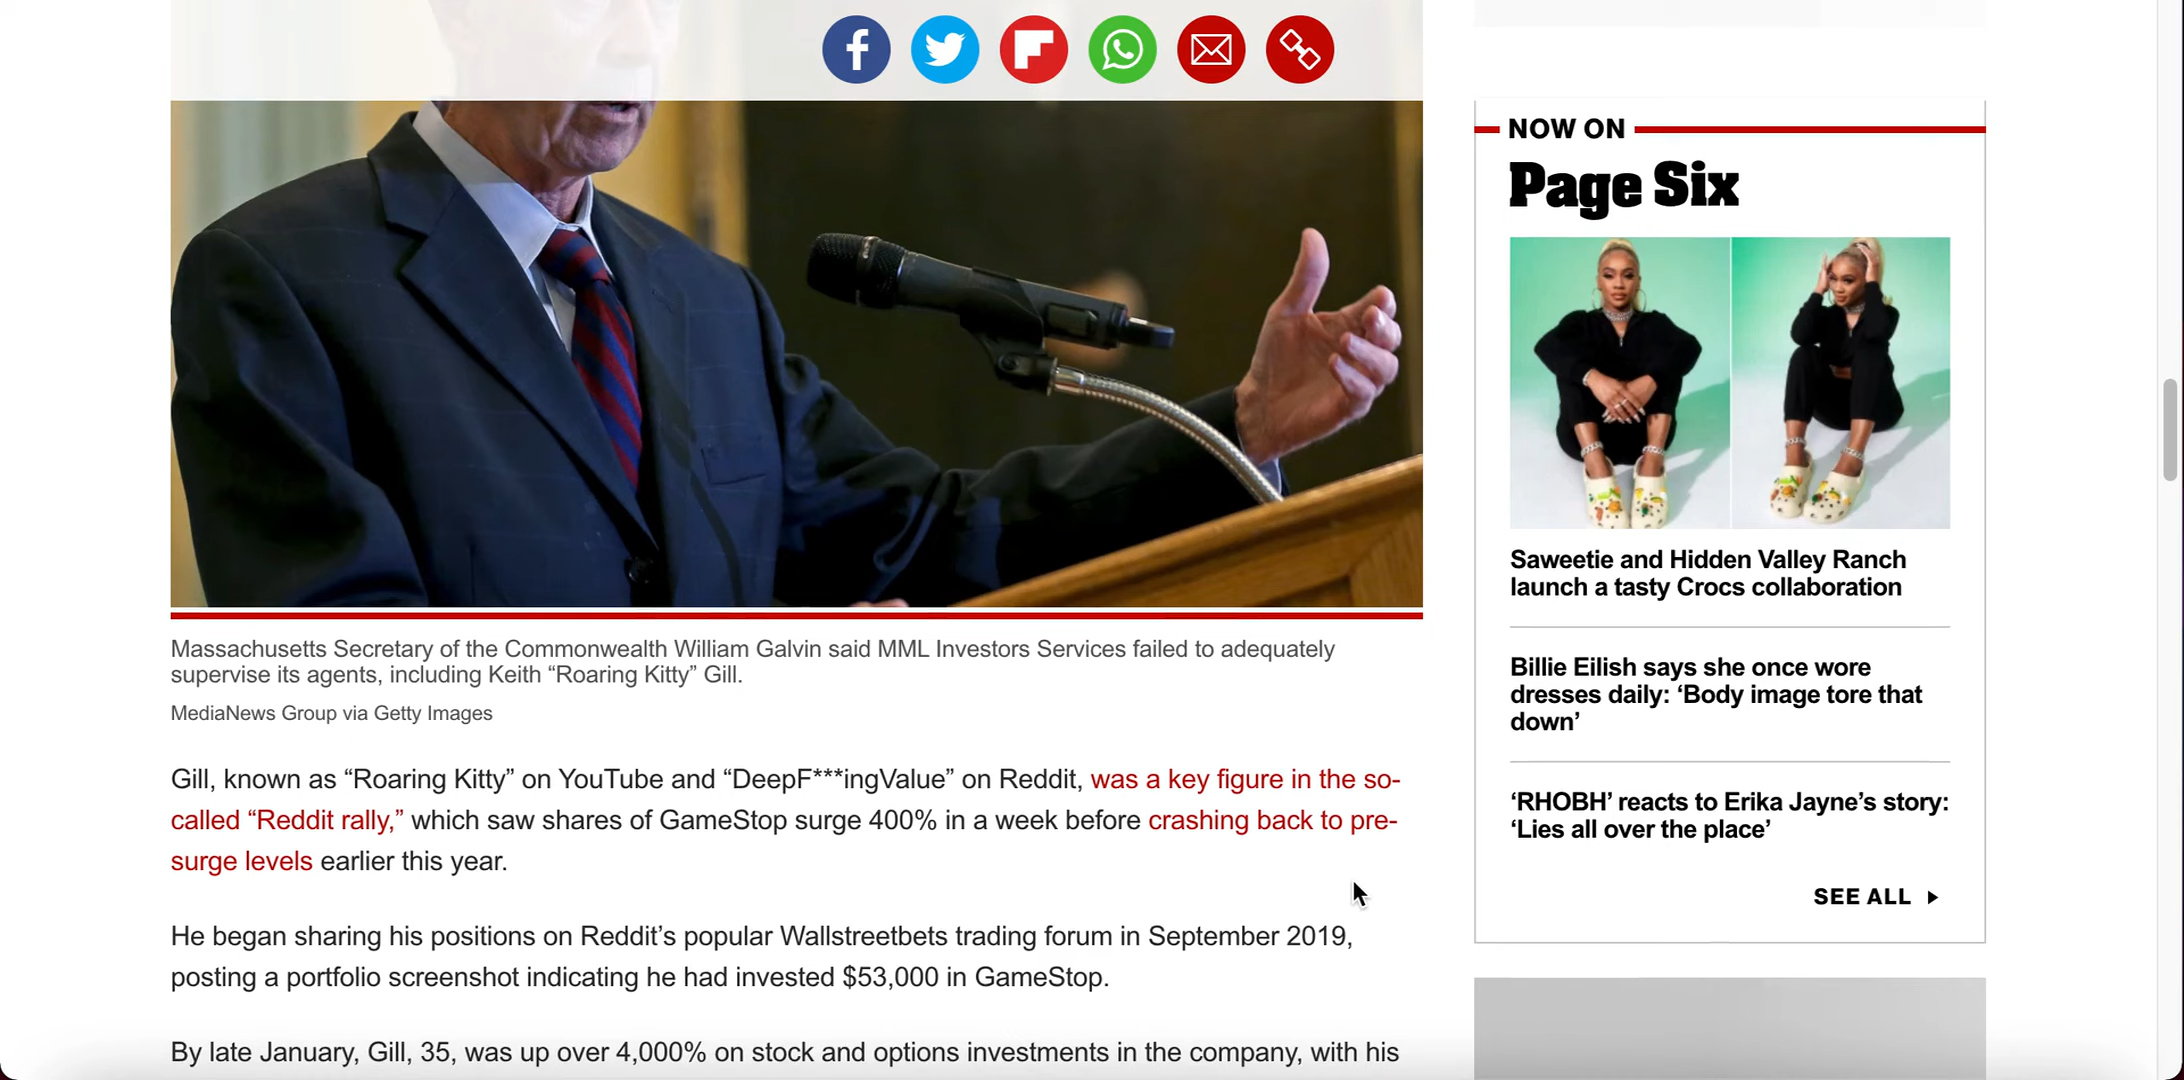 NOW ON
Page Six
Saweetie and Hidden Valley Ranch
launch a tasty Crocs collaboration
Billie Eilish says she once wore
dresses daily: ‘Body image tore that
down’
‘RHOBH’ reacts to Erika Jayne’s story:
‘Lies all over the place’
SEE ALL
Massachusetts Secretary of the Commonwealth William Galvin said MML Investors Services failed to adequately
supervise its agents, including Keith “Roaring Kitty” Gill.
MediaNews Group via Getty Images
Gill, known as “Roaring Kitty” on YouTube and “DeepF***ingValue” on Reddit, was a key figure in the so-
called “Reddit rally,” which saw shares of GameStop surge 400% in a week before crashing back to pre-
surge levels earlier this year.
He began sharing his positions on Reddit’s popular Wallstreetbets trading forum in September 2019,
posting a portfolio screenshot indicating he had invested $53,000 in GameStop.
By late January, Gill, 35, was up over 4,000% on stock and options investments in the company, with his